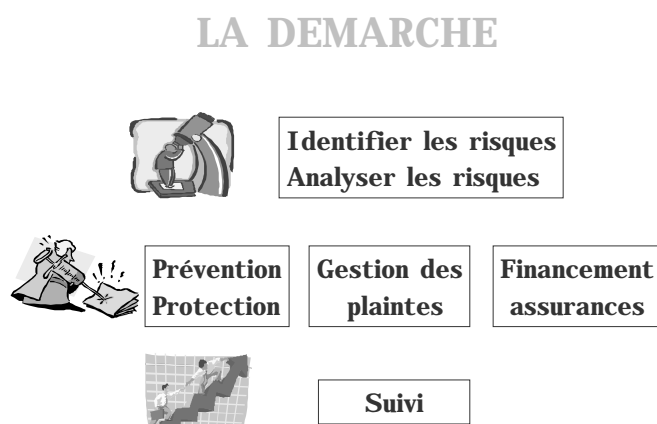 LA DEMARCHE
Identifier les risques
Analyser les risques
Prévention
Protection
Gestion des
plaintes
Financement
assurances
Suivi